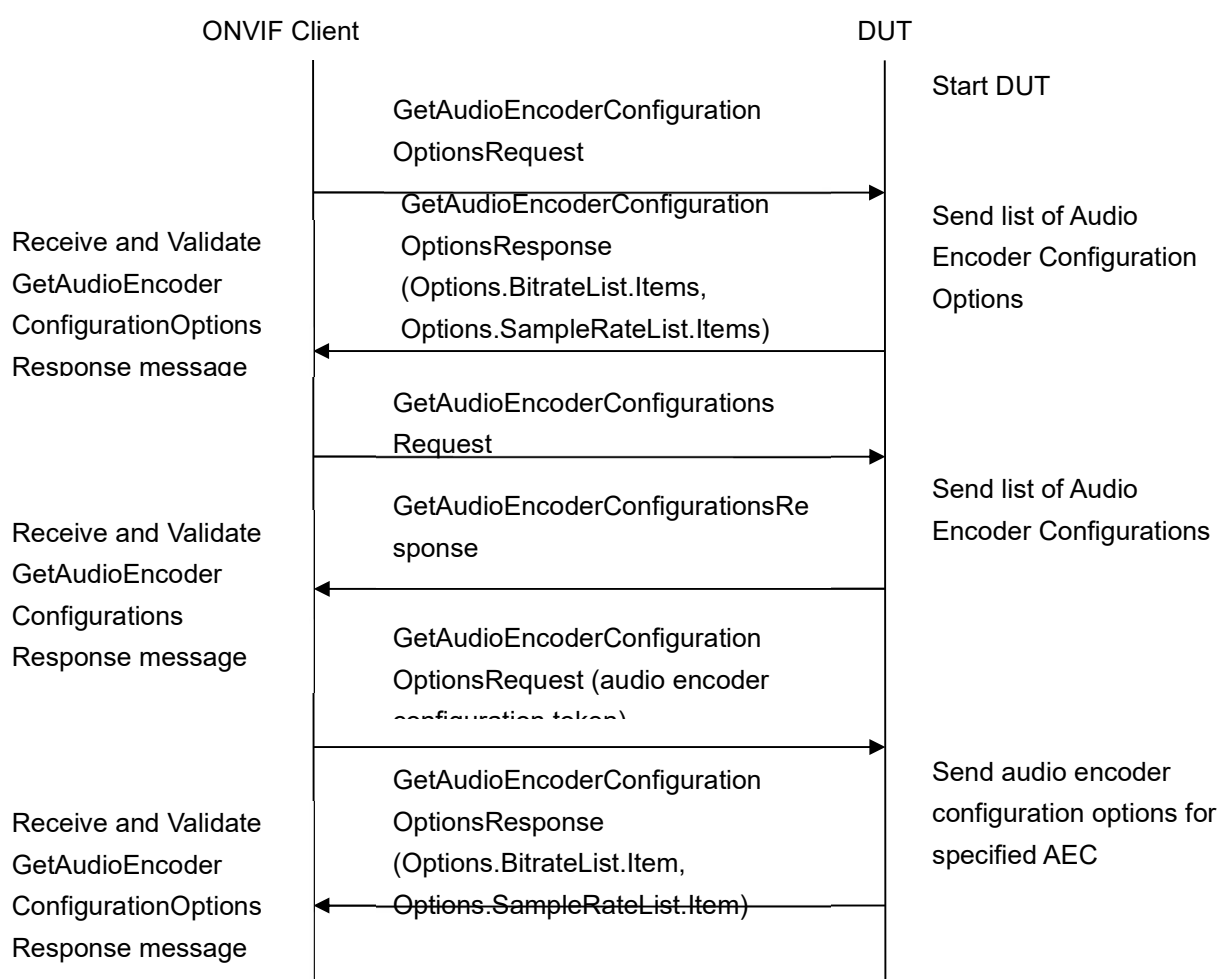 ONVIF Client
DUT
Start DUT
GetAudioEncoderConfiguration
OptionsRequest
GetAudioEncoderConfiguration
OptionsResponse
(Options.BitrateList.Items,
Options.SampleRateList.Items)
Send list of Audio
Encoder Configuration
Options
Receive and Validate
GetAudioEncoder
ConfigurationOptions
Response message
GetAudioEncoderConfigurations
Request
GetAudioEncoderConfigurationsRe
sponse
Send list of Audio
Encoder Configurations
Receive and Validate
GetAudioEncoder
Configurations
Response message
GetAudioEncoderConfiguration
OptionsRequest (audio encoder
configuration token)
GetAudioEncoderConfiguration
OptionsResponse
(Options.BitrateList.Item,
Options.SampleRateList.Item)
Send audio encoder
configuration options for
specified AEC
Receive and Validate
GetAudioEncoder
ConfigurationOptions
Response message